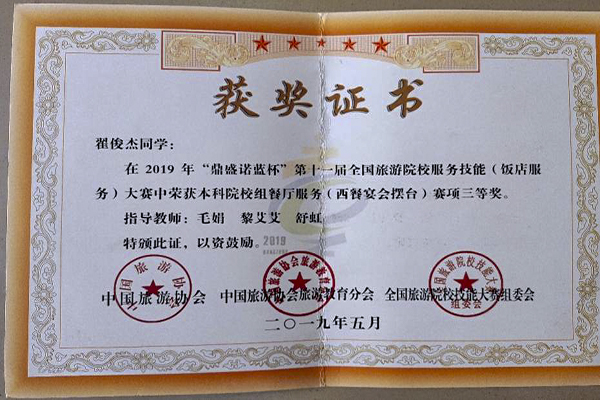 获奖证书
翟俊杰同学:
在 2019 年“鼎盛诺蓝杯”第十一届全国旅游院校服务技能（饭店服
务）大赛中荣获本科院校组餐厅服务（西餐宴会摆台）赛项三等奖。
指导教师: 毛娟 黎艾艾 舒虹
特颁此证，以资鼓励。
2019
中国旅游协会 中国旅游协会旅游教育分会 全国旅游院校技能大赛组委会
组委会
二〇一九年五月